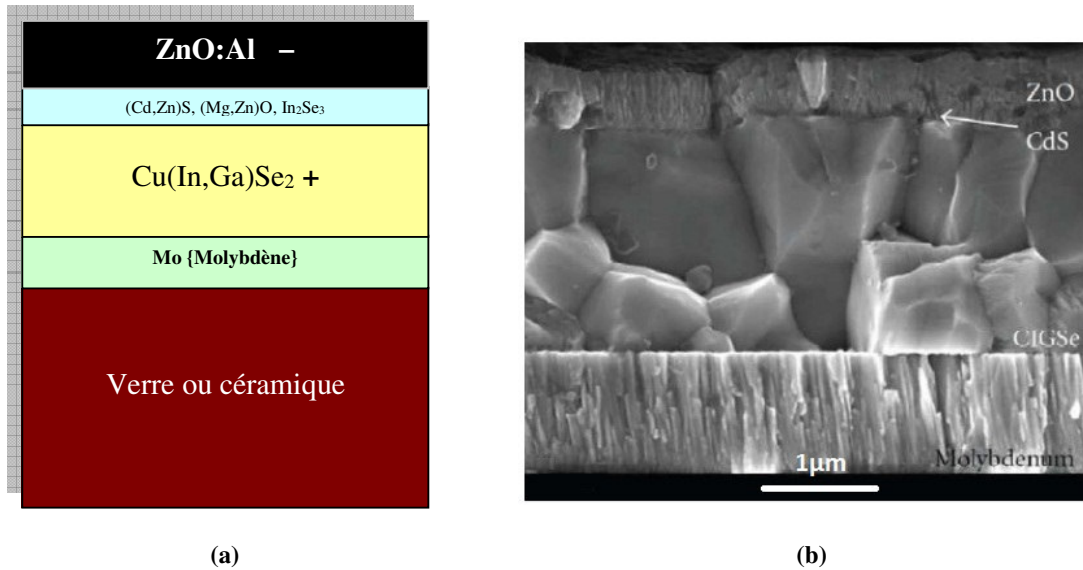 ZnO:Al –
(Cd,Zn)S, (Mg,Zn)O, In₂Se₃
Cu(In,Ga)Se₂ +
Mo {Molybdène}
Verre ou céramique
(a)
ZnO
CdS
CIGSe
Molybdenum
1µm
(b)